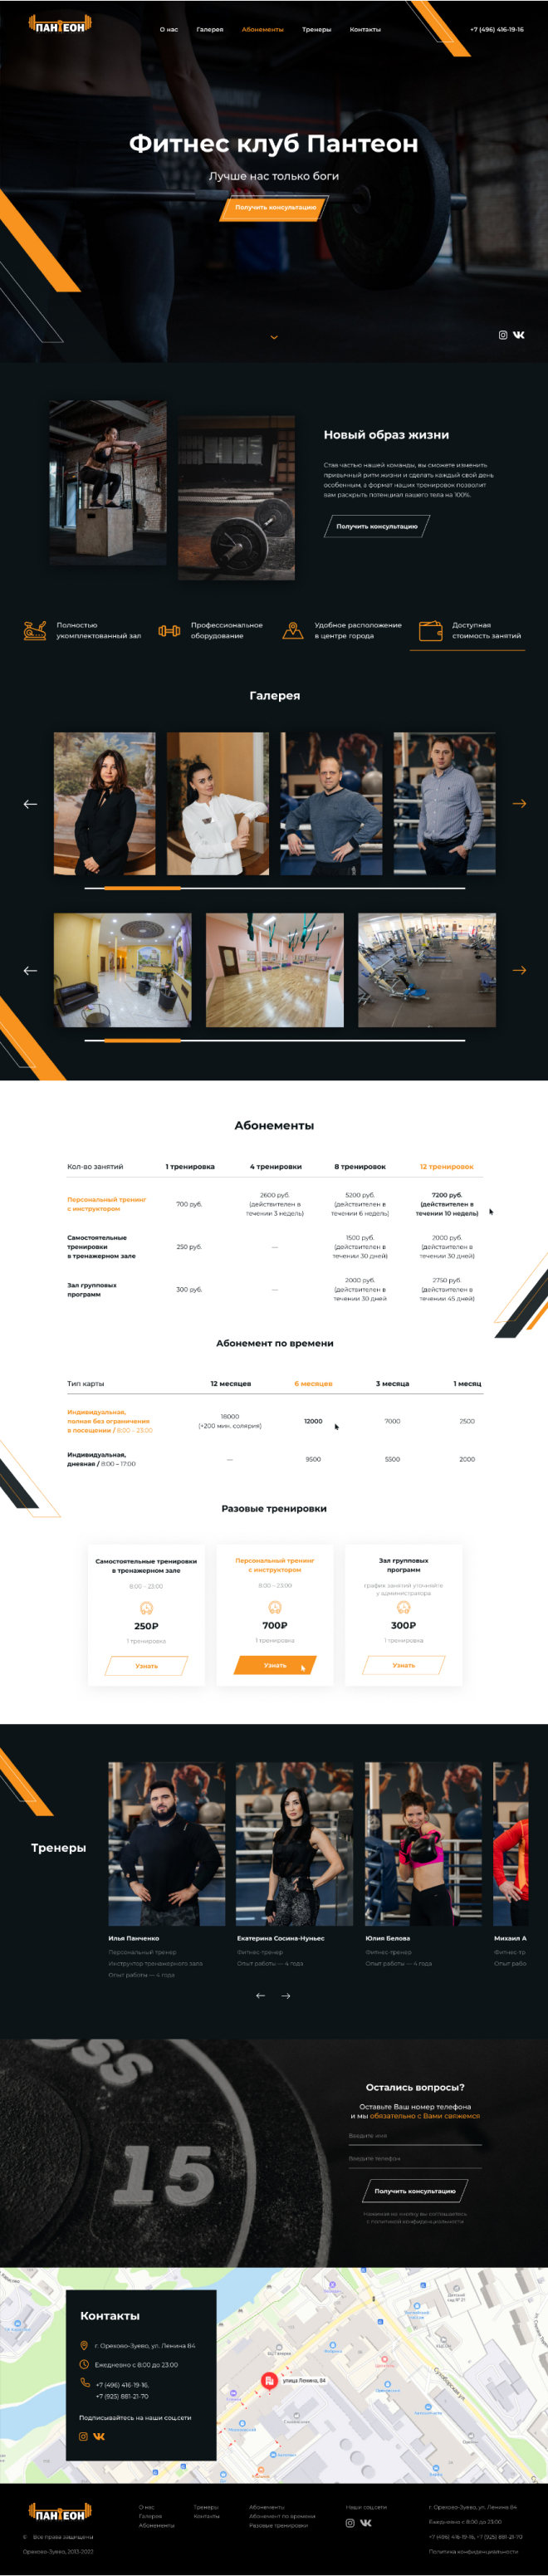 ПАНТЕОН
О нас Галерея Абонементы Тренеры Контакты +7 (496) 416-19-16
Фитнес клуб Пантеон
Лучше нас только боги
Получить консультацию
Новый образ жизни
Став частью нашей команды, вы сможете изменить
привычный ритм жизни и сделать каждый свой день
особенным, а формат наших тренировок позволит
вам раскрыть потенциал вашего тела на 100%.
Получить консультацию
Полностью
укомплектованный зал
Профессиональное
оборудование
Удобное расположение
в центре города
Доступная
стоимость занятий
Галерея
Абонементы
Кол-во занятий 1 тренировка 4 тренировки 8 тренировок 12 тренировок
Персональный тренинг
с инструктором
700 руб.
2600 руб.
(действителен в
течении 3 недель)
5200 руб.
(действителен в
течении 6 недель)
7200 руб.
(действителен в
течении 10 недель)
Самостоятельные
тренировки
в тренажерном зале
250 руб.
—
1500 руб.
(действителен в
течении 30 дней)
2000 руб.
(действителен в
течении 30 дней)
Зал групповых
программ
300 руб.
—
2000 руб.
(действителен в
течении 30 дней
2750 руб.
(действителен в
течении 45 дней)
Абонемент по времени
Тип карты 12 месяцев 6 месяцев 3 месяца 1 месяц
Индивидуальная,
полная без ограничения
в посещении / 8:00 – 23:00
18000
(+200 мин. солярия)
12000
7000
2500
Индивидуальная,
дневная / 8:00 – 17:00
—
9500
5500
2000
Разовые тренировки
Самостоятельные тренировки
в тренажерном зале
8:00 – 23:00
250₽
1 тренировка
Узнать
Персональный тренинг
с инструктором
8:00 – 23:00
700₽
1 тренировка
Узнать
Зал групповых
программ
график занятий уточняйте
у администратора
300₽
1 тренировка
Узнать
Тренеры
Илья Панченко
Персональный тренер
Инструктор тренажерного зала
Опыт работы — 4 года
Екатерина Сосина-Нуньес
Фитнес-тренер
Опыт работы — 4 года
Юлия Белова
Фитнес-тренер
Опыт работы — 4 года
Михаил А
Фитнес-тр
Опыт рабо
15
Остались вопросы?
Оставьте Ваш номер телефона
и мы обязательно с Вами свяжемся
Введите имя
Введите телефон
Получить консультацию
Нажимая на кнопку вы соглашаетесь
с политикой конфиденциальности
Контакты
г. Орехово-Зуево, ул. Ленина 84
Ежедневно с 8:00 до 23:00
+7 (496) 416-19-16,
+7 (925) 881-21-70
Подписывайтесь на наши соц.сети
улица Ленина, 84
ПАНТЕОН
© Все права защищены
Орехово-Зуево, 2013-2022
О нас
Галерея
Абонементы
Тренеры
Контакты
Абонементы
Абонемент по времени
Разовые тренировки
Наши соц.сети
г. Орехово-Зуево, ул. Ленина 84
Ежедневно с 8:00 до 23:00
+7 (496) 416-19-16, +7 (925) 881-21-70
Политика конфиденциальности